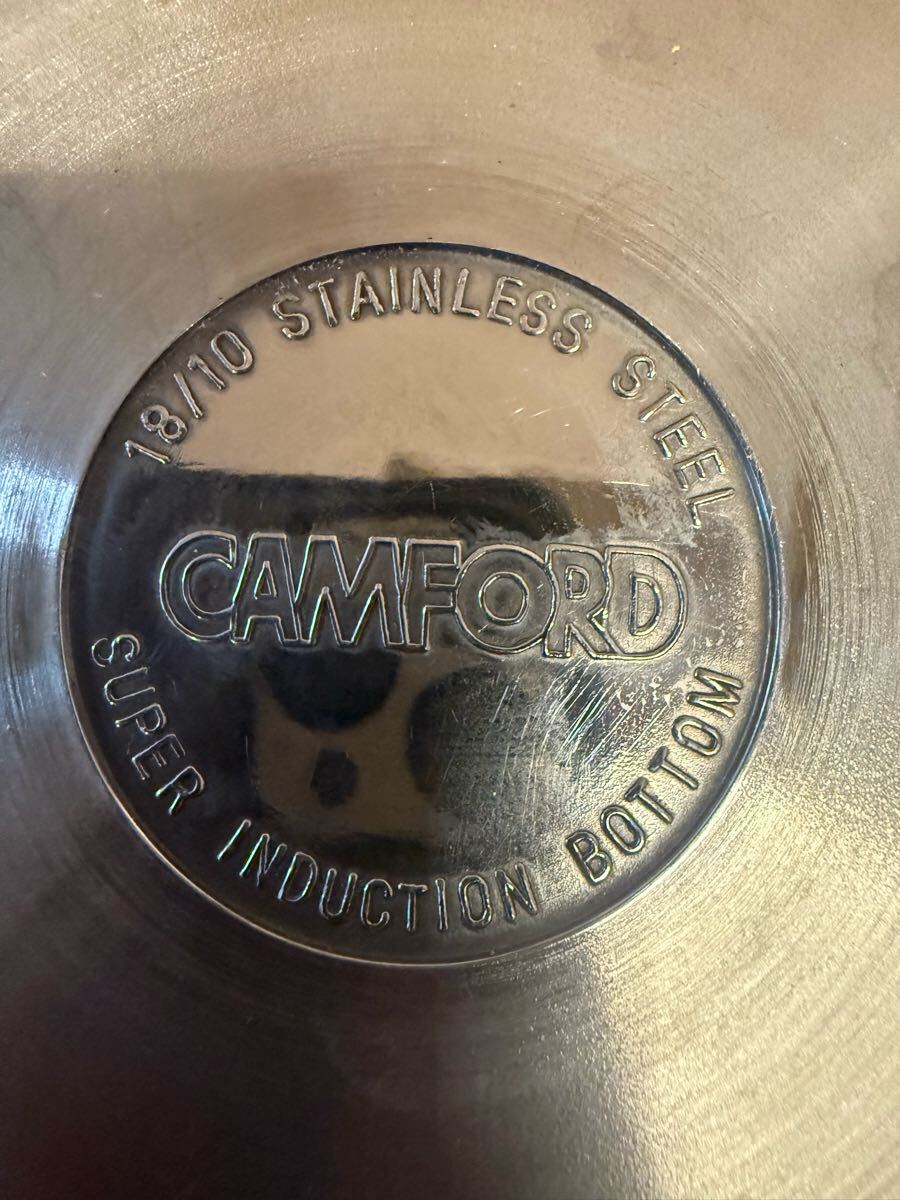 18/10 STAINLESS STEEL
CAMFORD
SUPER INDUCTION BOTTOM